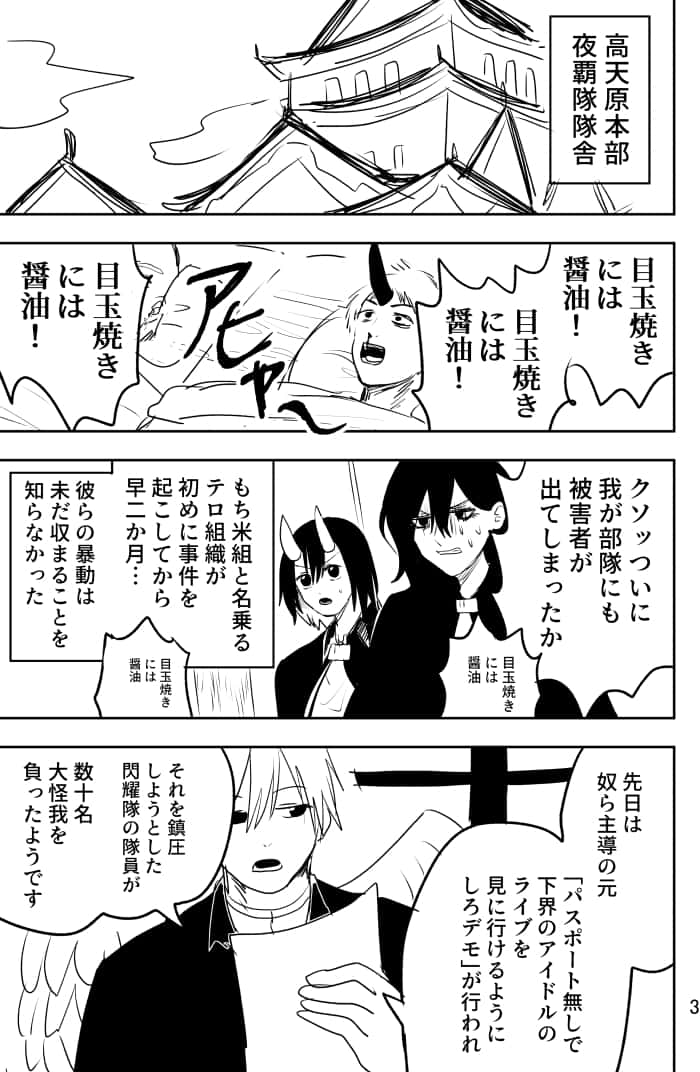 高天原本部
夜覇隊隊舎
目玉焼き
には
醤油！
目玉焼き
には
醤油！
アヒャ〜
目玉焼き
には
醤油！
クソッついに
我が部隊にも
被害者が
出てしまったか
目玉焼き
には
醤油
もち米組と名乗る
テロ組織が
初めに事件を
起こしてから
早二か月…
目玉焼き
には
醤油
彼らの暴動は
未だ収まることを
知らなかった
先日は
奴ら主導の元
「パスポート無しで
下界のアイドルの
ライブを
見に行けるように
しろデモ」が行われ
それを鎮圧
しようとした
閃耀隊の隊員が
数十名
大怪我を
負ったようです
3